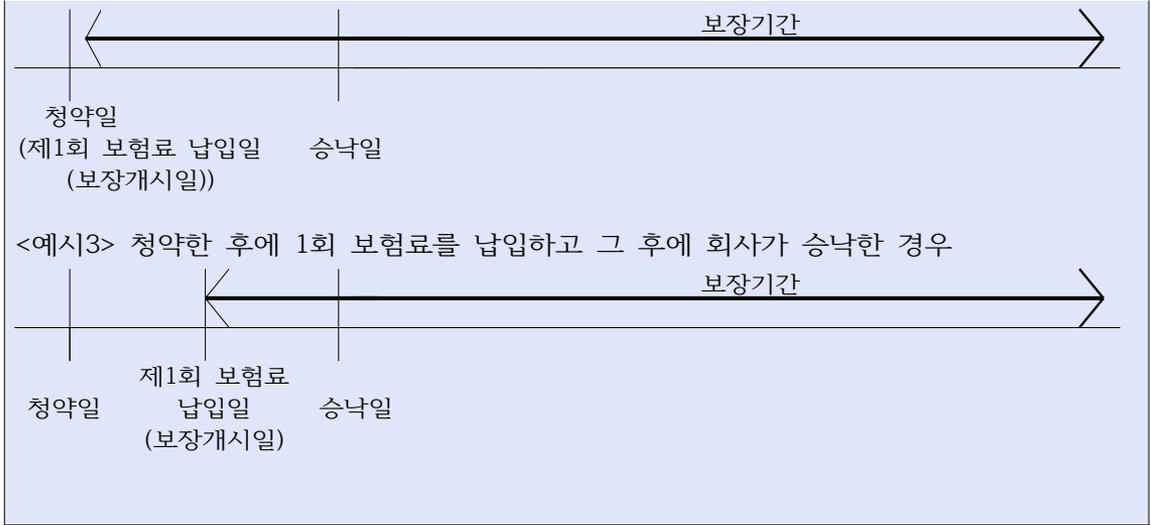 보장기간
청약일
(제1회 보험료 납입일 승낙일
(보장개시일))
<예시3> 청약한 후에 1회 보험료를 납입하고 그 후에 회사가 승낙한 경우
보장기간
제1회 보험료
청약일 납입일 승낙일
(보장개시일)